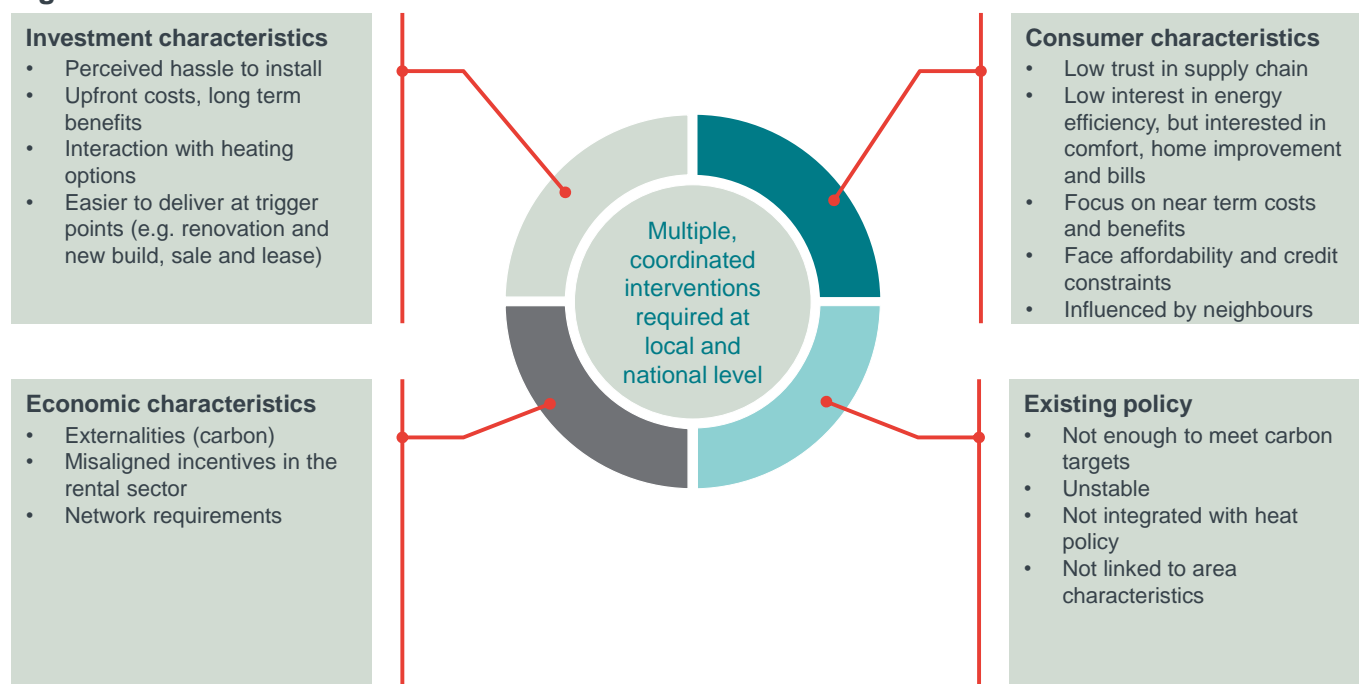 Investment characteristics
• Perceived hassle to install
• Upfront costs, long term
benefits
• Interaction with heating
options
• Easier to deliver at trigger
points (e.g. renovation and
new build, sale and lease)
Consumer characteristics
• Low trust in supply chain
• Low interest in energy
efficiency, but interested in
comfort, home improvement
and bills
• Focus on near term costs
and benefits
• Face affordability and credit
constraints
• Influenced by neighbours
Multiple,
coordinated
interventions
required at
local and
national level
Economic characteristics
• Externalities (carbon)
• Misaligned incentives in the
rental sector
• Network requirements
Existing policy
• Not enough to meet carbon
targets
• Unstable
• Not integrated with heat
policy
• Not linked to area
characteristics